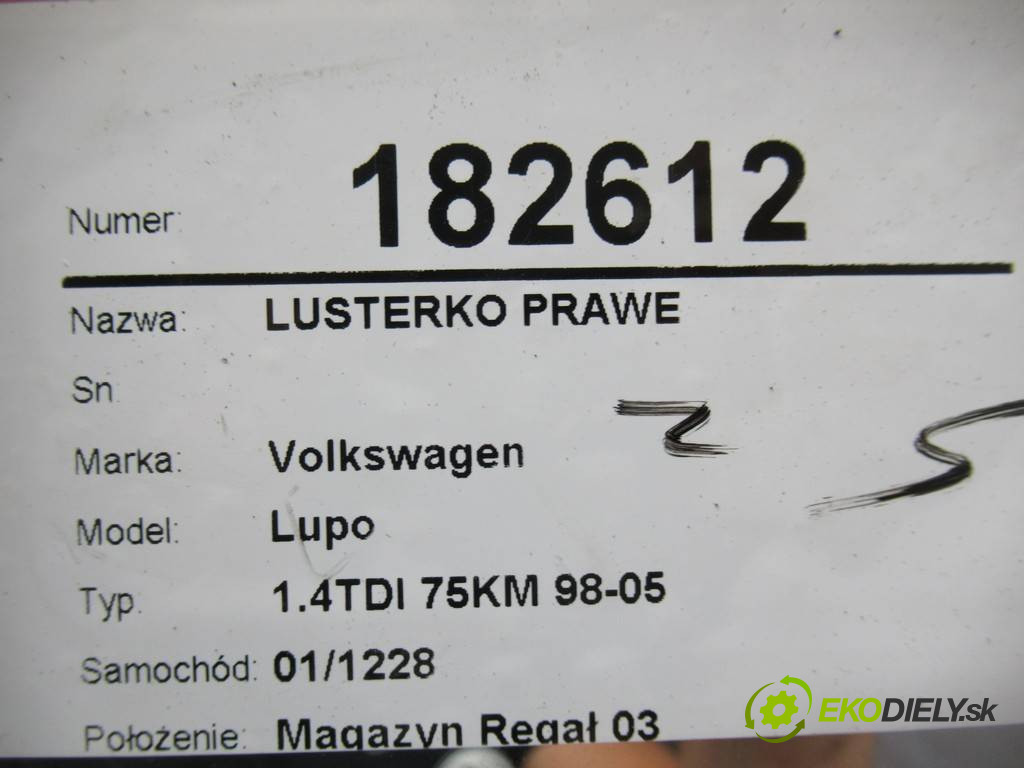 Numer: 182612
Nazwa: LUSTERKO PRAWE
Sn
Marka: Volkswagen
Model: Lupo
Typ. 1.4TDI 75KM 98-05
Samochód: 01/1228
Położenie: Magazyn Regał 03
EKODIELY.sk